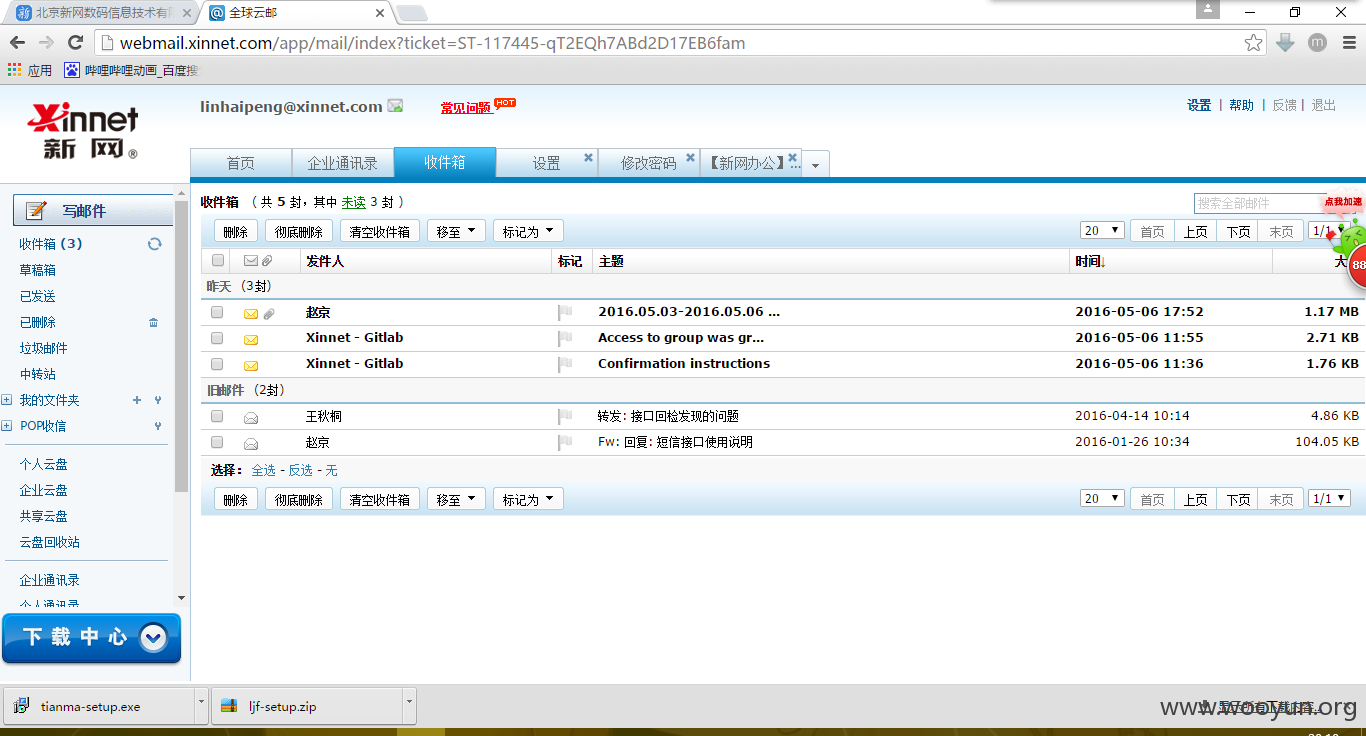 北京新网数码信息技术有限 全球云邮
webmail.xinnet.com/app/mail/index?ticket=ST-117445-qT2EQh7ABd2D17EB6fam
应用 哔哩哔哩动画_百度搜
Xinnet 新网®
linhaipeng@xinnet.com 常见问题 HOT
设置 | 帮助 | 反馈 | 退出
首页 企业通讯录 收件箱 设置 修改密码 【新网办公】...
写邮件
收件箱 (3)
草稿箱
已发送
已删除
垃圾邮件
中转站
我的文件夹
POP收信
个人云盘
企业云盘
共享云盘
云盘回收站
企业通讯录
个人通讯录
下载中心
收件箱 ( 共 5 封，其中 未读 3 封 )
搜索全部邮件
点我加速
88
删除 彻底删除 清空收件箱 移至 标记为 20 首页 上页 下页 末页 1/1
发件人 标记 主题 时间↓ 大
昨天 (3封)
赵京 2016.05.03-2016.05.06 ... 2016-05-06 17:52 1.17 MB
Xinnet - Gitlab Access to group was gr... 2016-05-06 11:55 2.71 KB
Xinnet - Gitlab Confirmation instructions 2016-05-06 11:36 1.76 KB
旧邮件 (2封)
王秋桐 转发: 接口回检发现的问题 2016-04-14 10:14 4.86 KB
赵京 Fw: 回复: 短信接口使用说明 2016-01-26 10:34 104.05 KB
选择： 全选 - 反选 - 无
删除 彻底删除 清空收件箱 移至 标记为 20 首页 上页 下页 末页 1/1
tianma-setup.exe ljf-setup.zip
www.wooyun.org